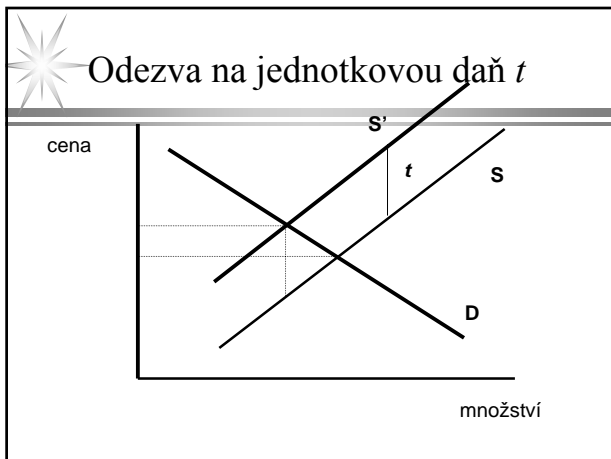 Odezva na jednotkovou daň t
cena
S'
t
S
D
množství